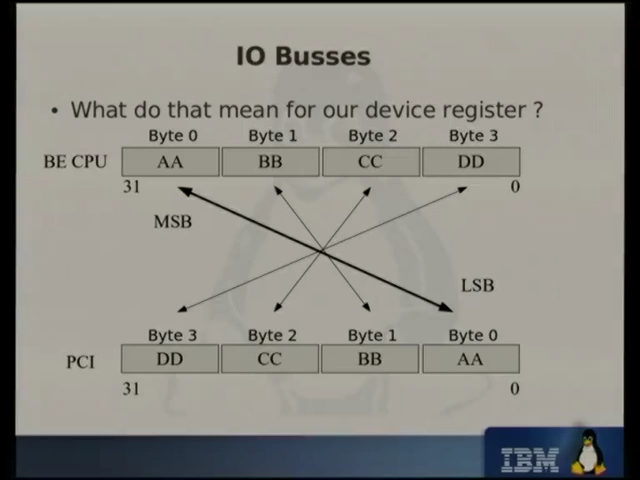 IO Busses
• What do that mean for our device register ?
Byte 0 Byte 1 Byte 2 Byte 3
BE CPU AA BB CC DD
31 0
MSB
LSB
Byte 3 Byte 2 Byte 1 Byte 0
PCI DD CC BB AA
31 0
IBM